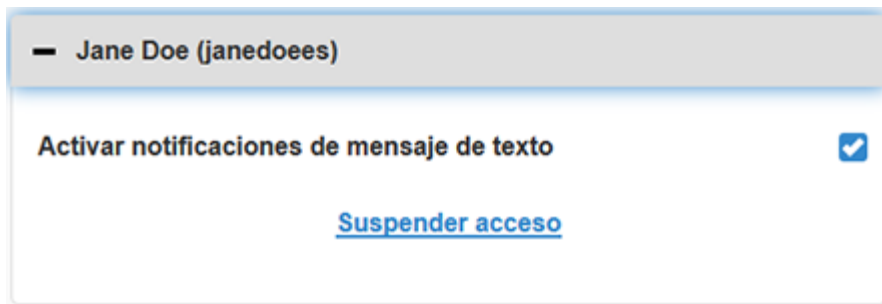 Jane Doe (janedoees)
Activar notificaciones de mensaje de texto
Suspender acceso